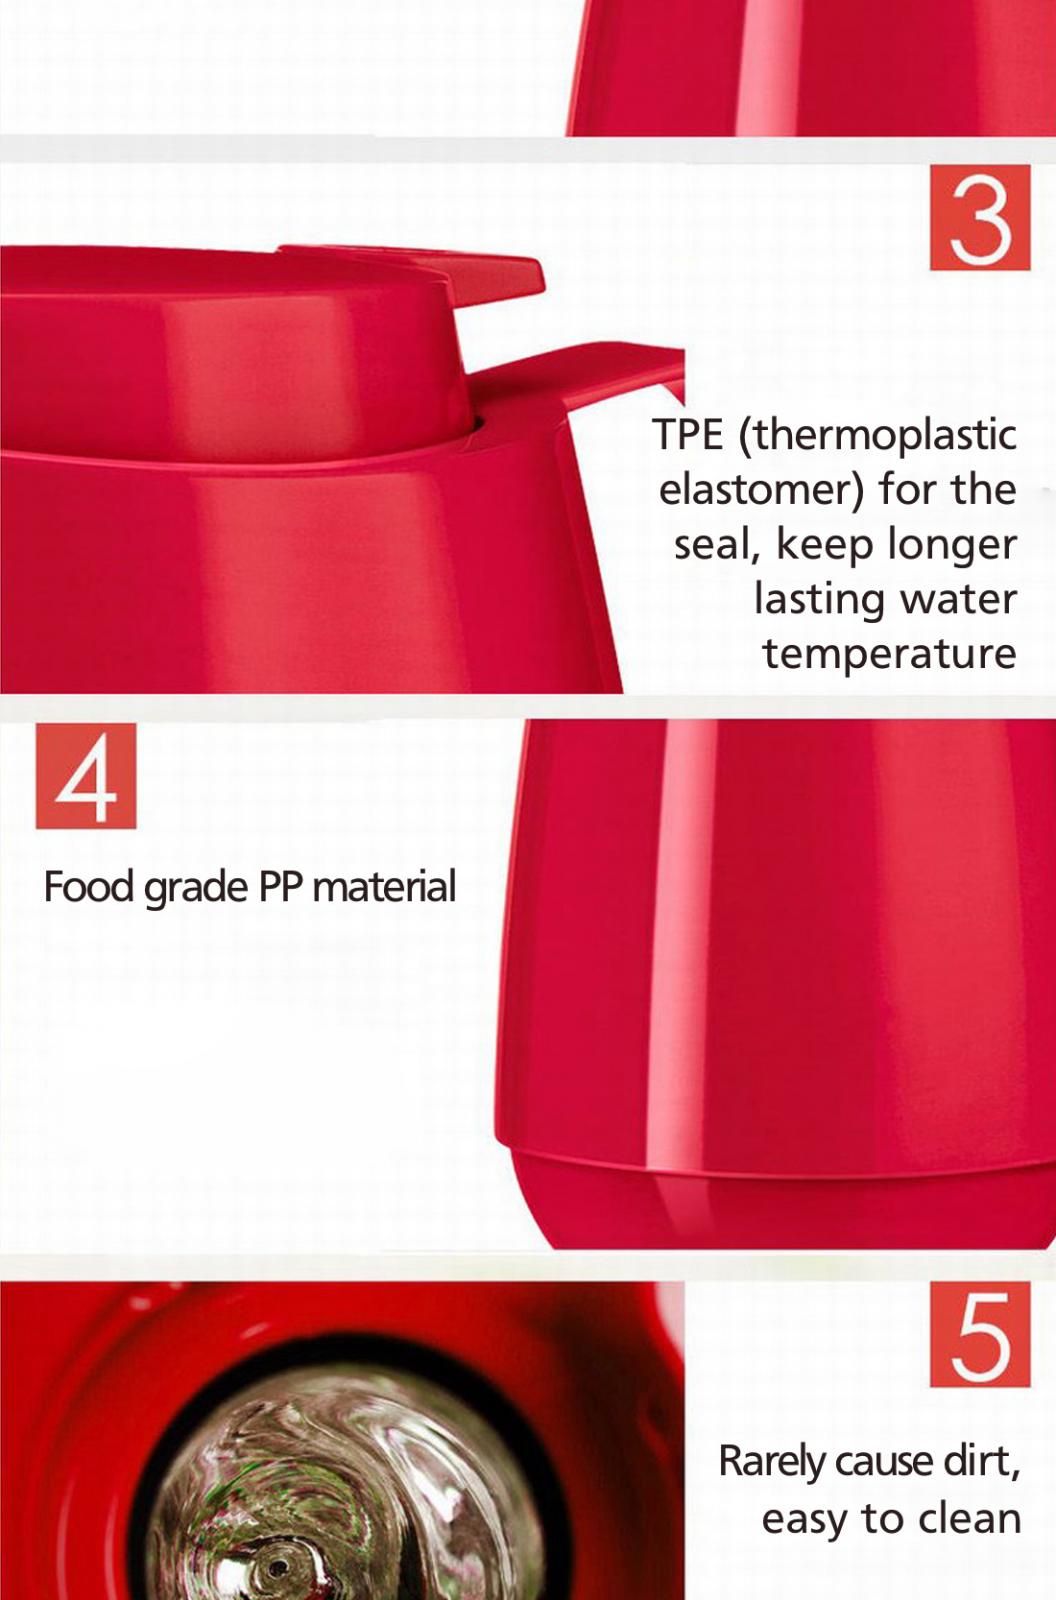 3
TPE (thermoplastic
elastomer) for the
seal, keep longer
lasting water
temperature
4
Food grade PP material
5
Rarely cause dirt,
easy to clean